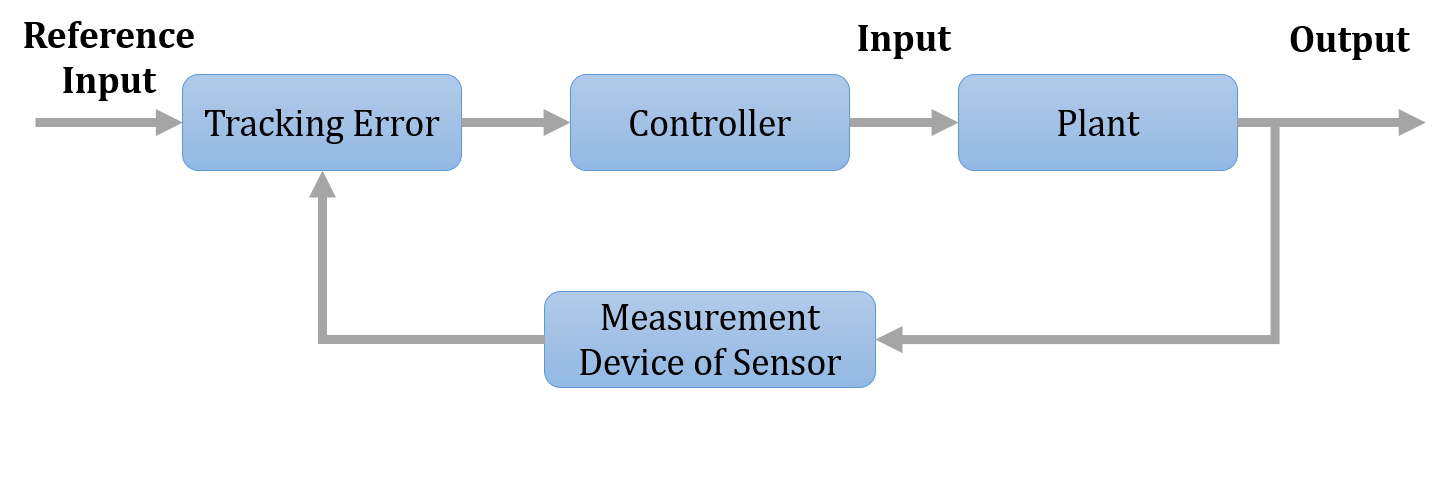 Reference
Input
Input
Output
Tracking Error
Controller
Plant
Measurement
Device of Sensor